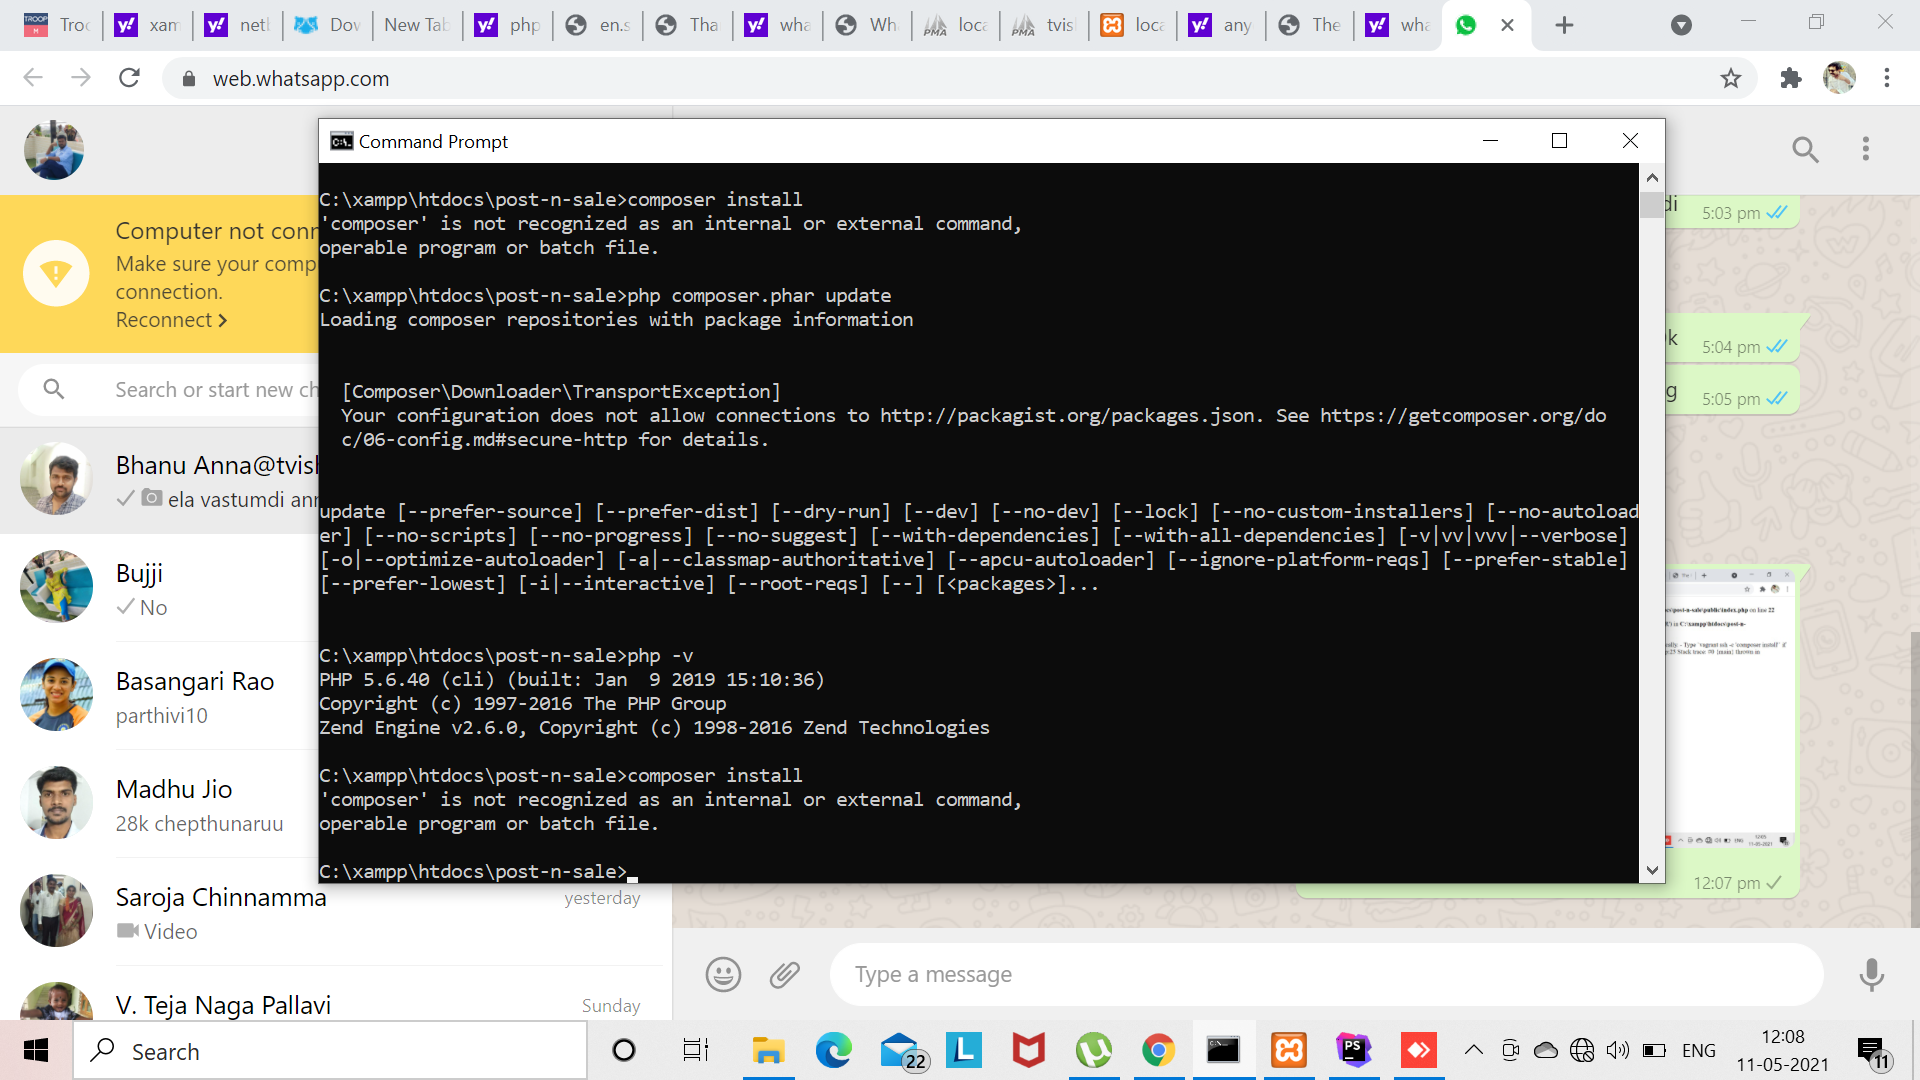 Troc
xam
netl
Dov
New Tab
php
en.s
Tha
wha
Wh
loca
tvis
loca
any
The
wha
web.whatsapp.com
Command Prompt
C:\xampp\htdocs\post-n-sale>composer install
'composer' is not recognized as an internal or external command,
operable program or batch file.
C:\xampp\htdocs\post-n-sale>php composer.phar update
Loading composer repositories with package information
[Composer\Downloader\TransportException]
Your configuration does not allow connections to http://packagist.org/packages.json. See https://getcomposer.org/do
c/06-config.md#secure-http for details.
update [--prefer-source] [--prefer-dist] [--dry-run] [--dev] [--no-dev] [--lock] [--no-custom-installers] [--no-autoload
er] [--no-scripts] [--no-progress] [--no-suggest] [--with-dependencies] [--with-all-dependencies] [-v|vv|vvv|--verbose]
[-o|--optimize-autoloader] [-a|--classmap-authoritative] [--apcu-autoloader] [--ignore-platform-reqs] [--prefer-stable]
[--prefer-lowest] [-i|--interactive] [--root-reqs] [--] [<packages>]...
C:\xampp\htdocs\post-n-sale>php -v
PHP 5.6.40 (cli) (built: Jan  9 2019 15:10:36)
Copyright (c) 1997-2016 The PHP Group
Zend Engine v2.6.0, Copyright (c) 1998-2016 Zend Technologies
C:\xampp\htdocs\post-n-sale>composer install
'composer' is not recognized as an internal or external command,
operable program or batch file.
C:\xampp\htdocs\post-n-sale>
Computer not conn
Make sure your comp
connection.
Reconnect
Search or start new ch
Bhanu Anna@tvish
ela vastumdi ann
Bujji
No
Basangari Rao
parthivi10
Madhu Jio
28k chepthunaruu
Saroja Chinnamma
yesterday
Video
V. Teja Naga Pallavi
Sunday
di
5:03 pm
5:04 pm
g
5:05 pm
12:07 pm
Type a message
Search
22
ENG
12:08
11-05-2021
11